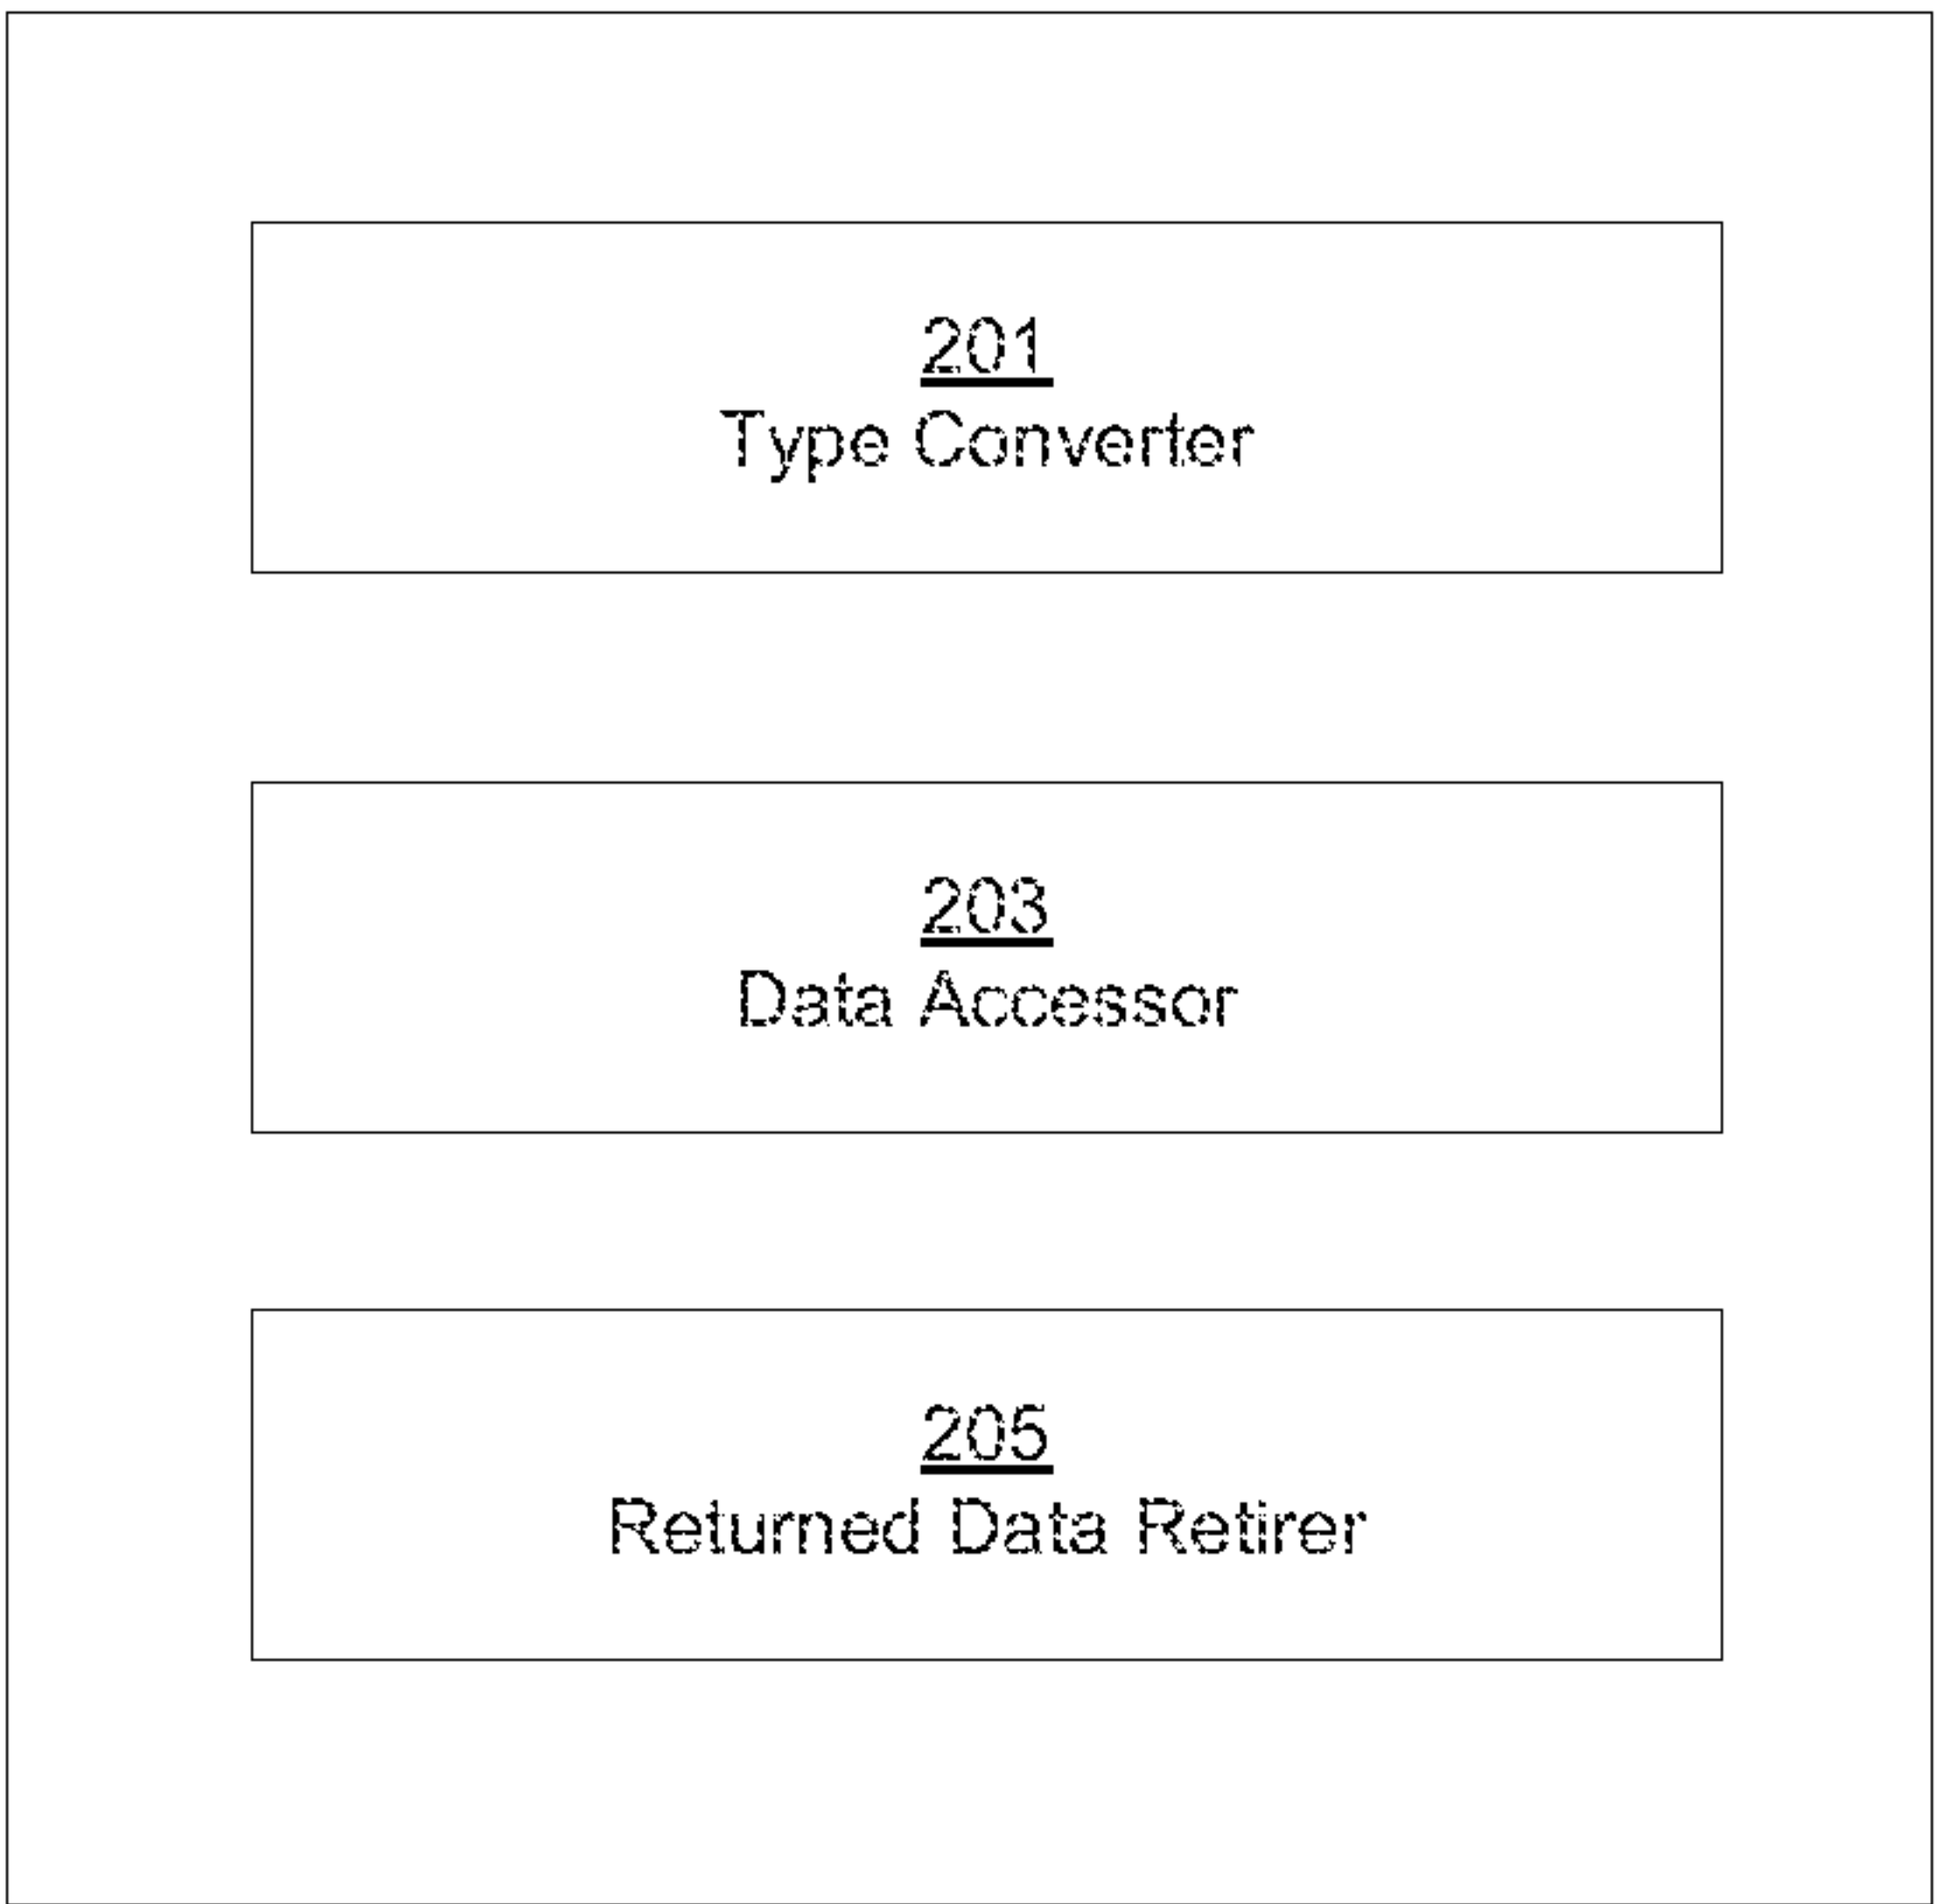 201
Type Converter
203
Data Accessor
205
Returned Data Retirer